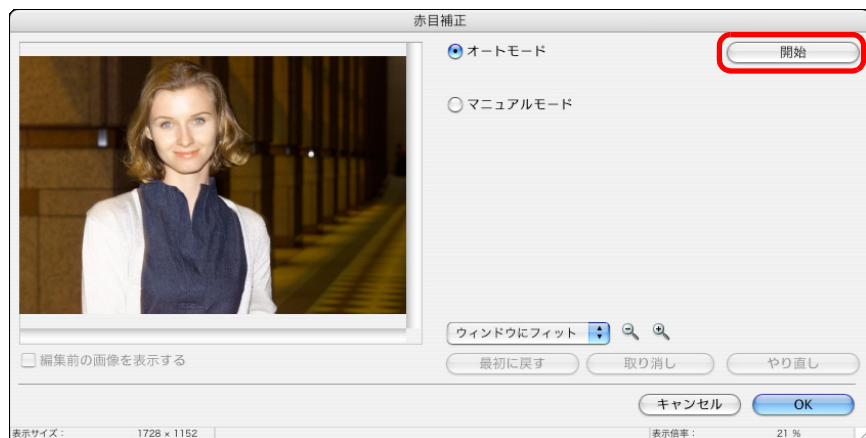 赤目補正
オートモード
開始
マニュアルモード
ウィンドウにフィット
編集前の画像を表示する
最初に戻す
取り消し
やり直し
キャンセル
OK
表示サイズ： 1728 × 1152
表示倍率： 21 %